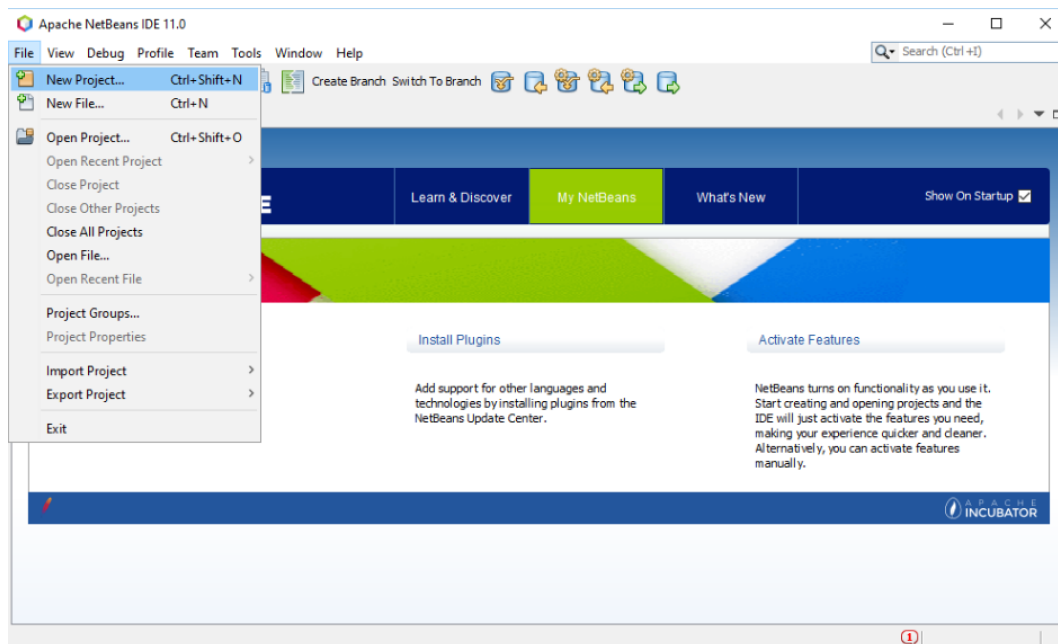 Apache NetBeans IDE 11.0
File View Debug Profile Team Tools Window Help
Search (Ctrl+I)
New Project... Ctrl+Shift+N
Create Branch Switch To Branch
New File... Ctrl+N
Open Project... Ctrl+Shift+O
Open Recent Project
Close Project
Close Other Projects
Close All Projects
Open File...
Open Recent File
Project Groups...
Project Properties
Import Project
Export Project
Exit
E
Learn & Discover
My NetBeans
What's New
Show On Startup
Install Plugins
Add support for other languages and
technologies by installing plugins from the
NetBeans Update Center.
Activate Features
NetBeans turns on functionality as you use it.
Start creating and opening projects and the
IDE will just activate the features you need,
making your experience quicker and cleaner.
Alternatively, you can activate features
manually.
APACHE
INCUBATOR
1